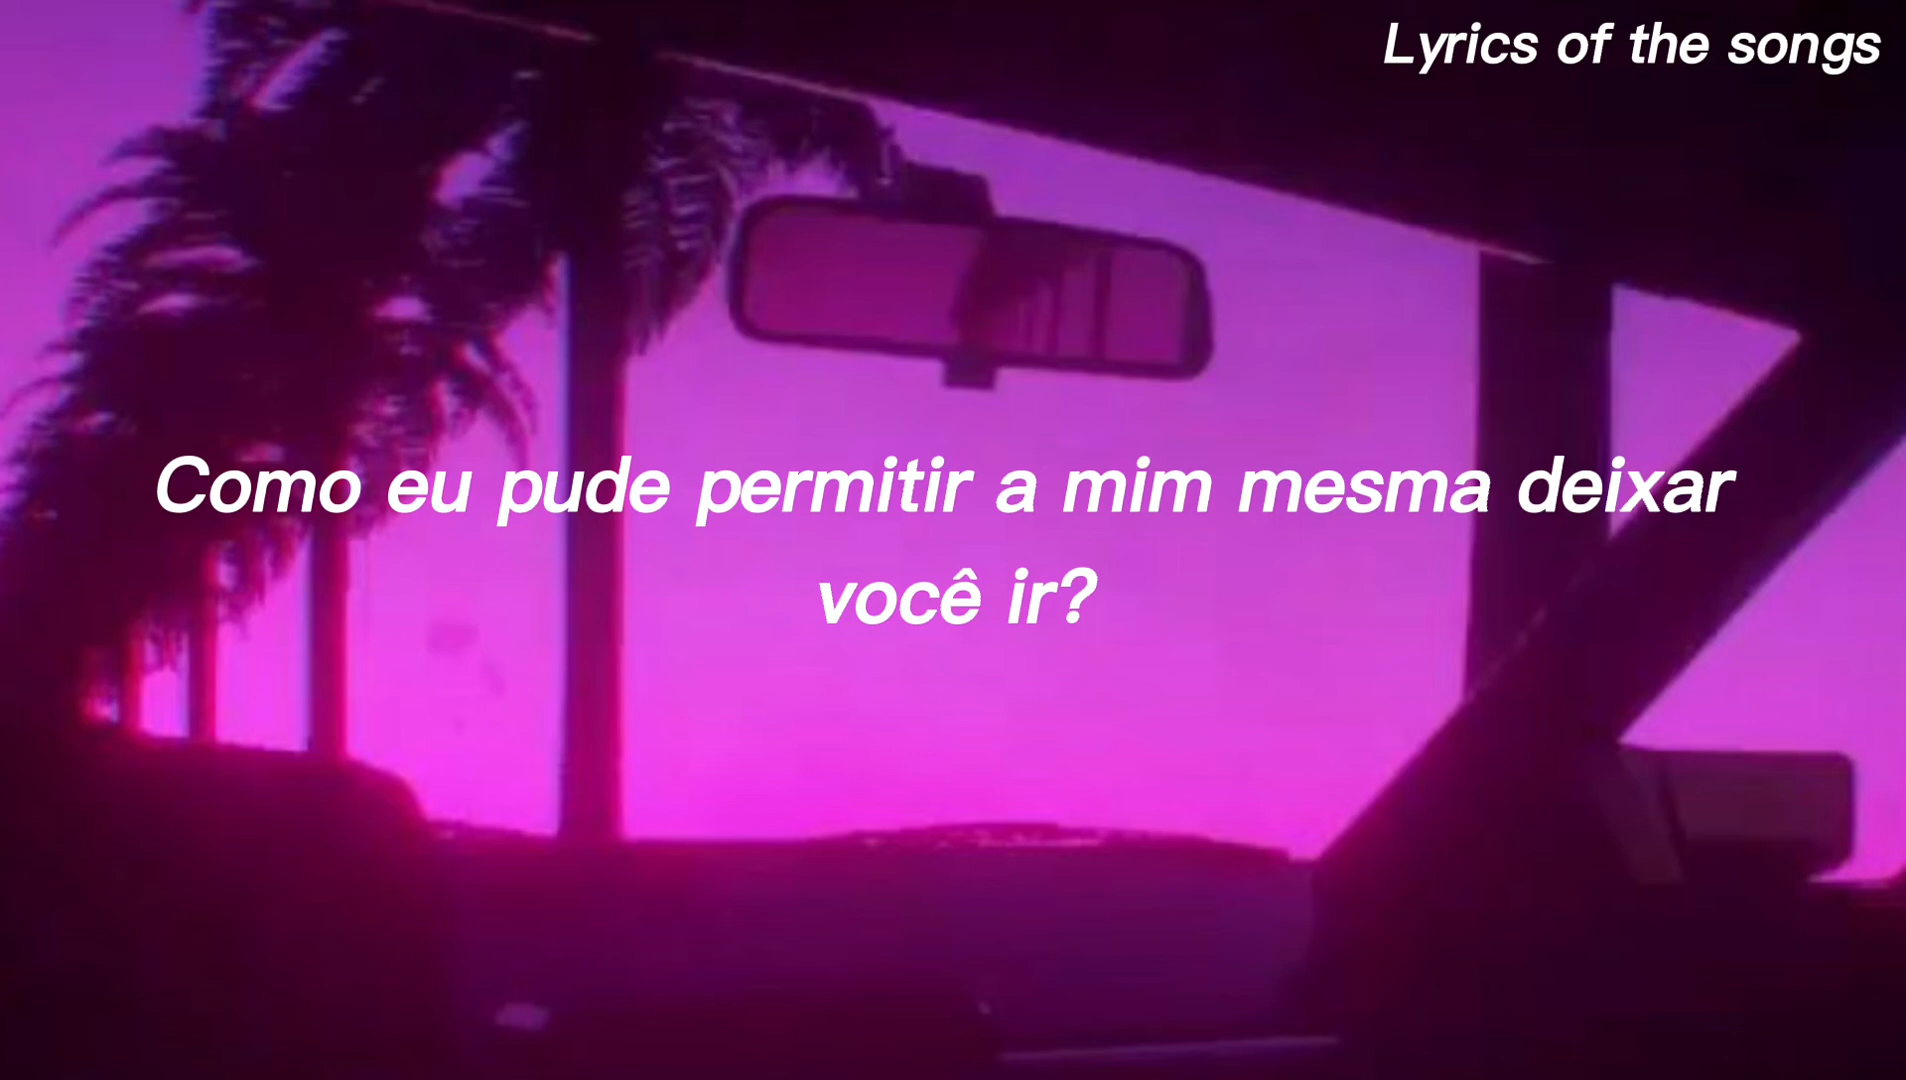 Lyrics of the songs
Como eu pude permitir a mim mesma deixar
você ir?